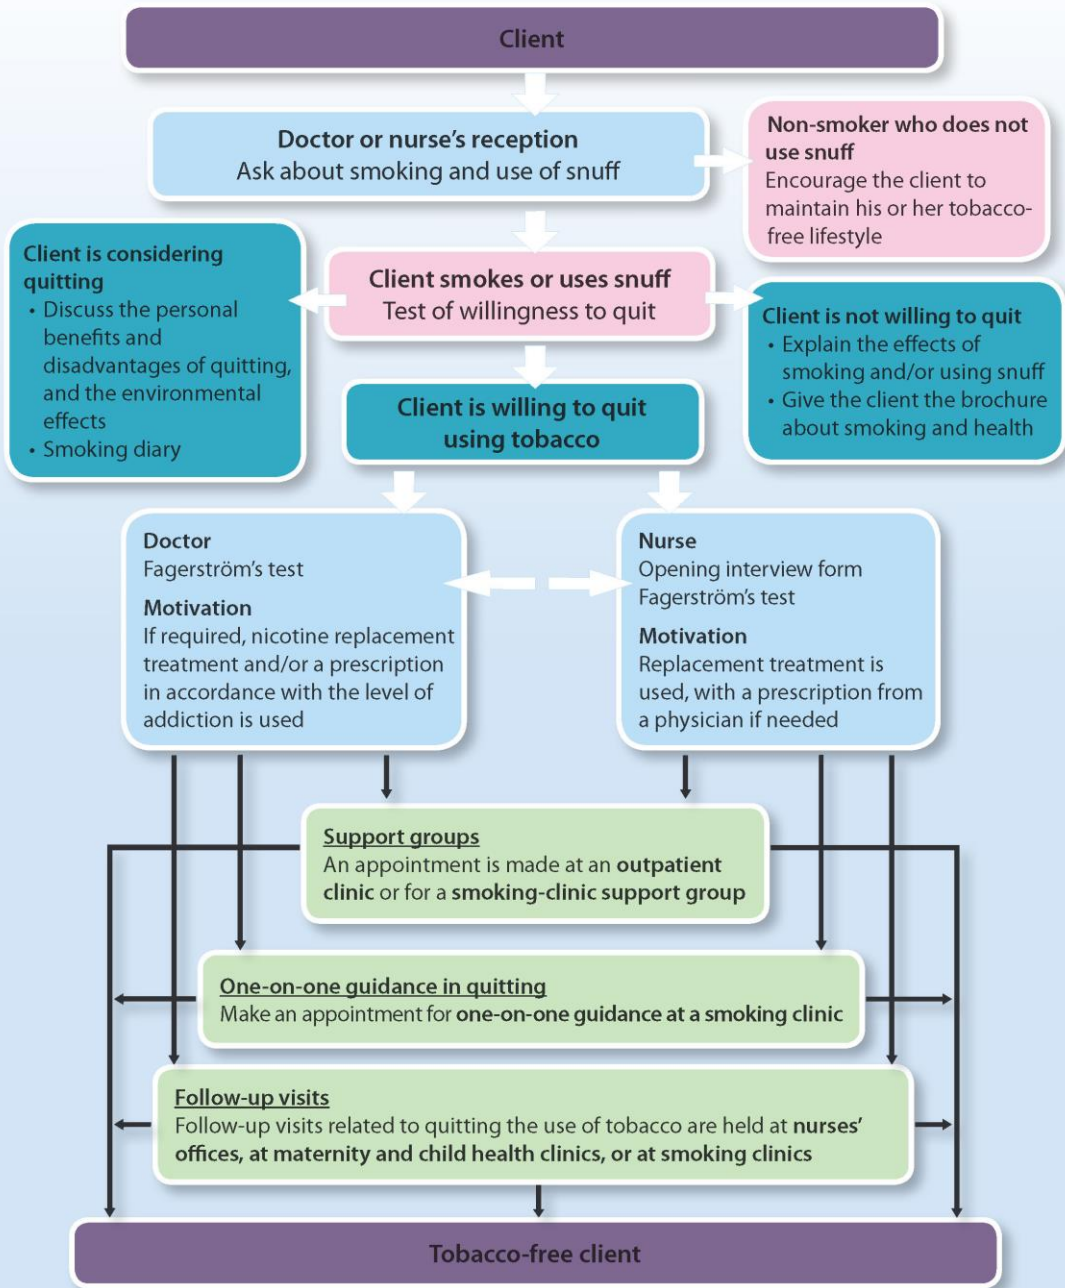 Client
Doctor or nurse's reception
Ask about smoking and use of snuff
Non-smoker who does not
use snuff
Encourage the client to
maintain his or her tobacco-
free lifestyle
Client is considering
quitting
• Discuss the personal
benefits and
disadvantages of quitting,
and the environmental
effects
• Smoking diary
Client smokes or uses snuff
Test of willingness to quit
Client is not willing to quit
• Explain the effects of
smoking and/or using snuff
• Give the client the brochure
about smoking and health
Client is willing to quit
using tobacco
Doctor
Fagerström's test
Motivation
If required, nicotine replacement
treatment and/or a prescription
in accordance with the level of
addiction is used
Nurse
Opening interview form
Fagerström's test
Motivation
Replacement treatment is
used, with a prescription from
a physician if needed
Support groups
An appointment is made at an outpatient
clinic or for a smoking-clinic support group
One-on-one guidance in quitting
Make an appointment for one-on-one guidance at a smoking clinic
Follow-up visits
Follow-up visits related to quitting the use of tobacco are held at nurses'
offices, at maternity and child health clinics, or at smoking clinics
Tobacco-free client